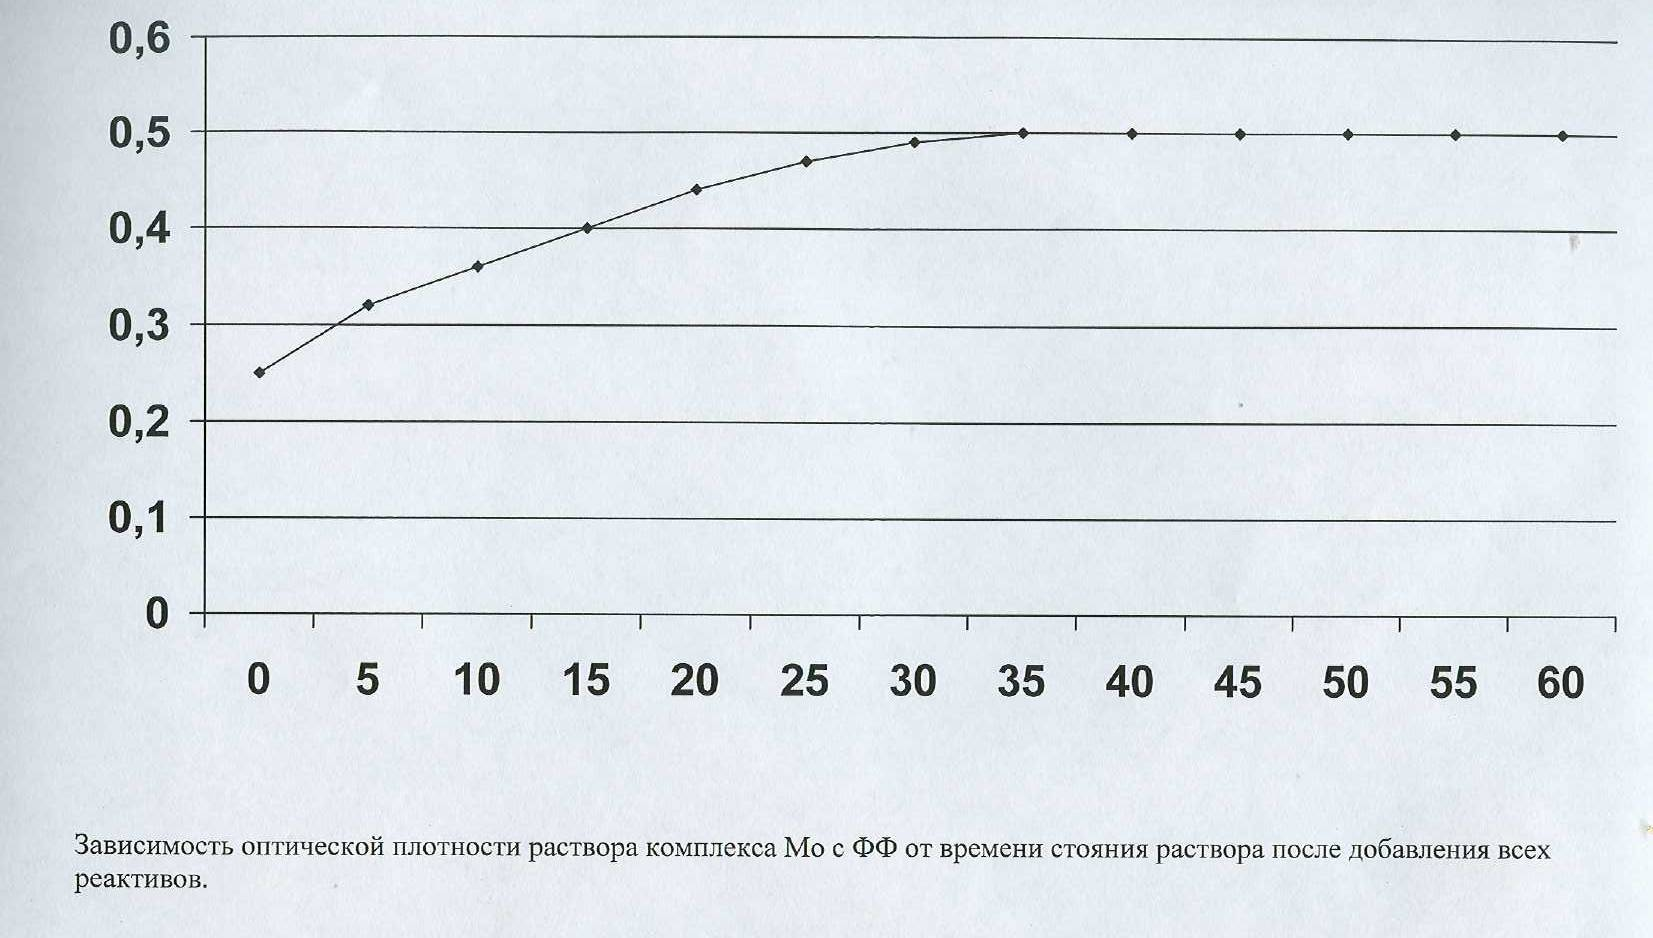 0,6
0,5
0,4
0,3
0,2
0,1
0
0 5 10 15 20 25 30 35 40 45 50 55 60
Зависимость оптической плотности раствора комплекса Мо с ФФ от времени стояния раствора после добавления всех
реактивов.